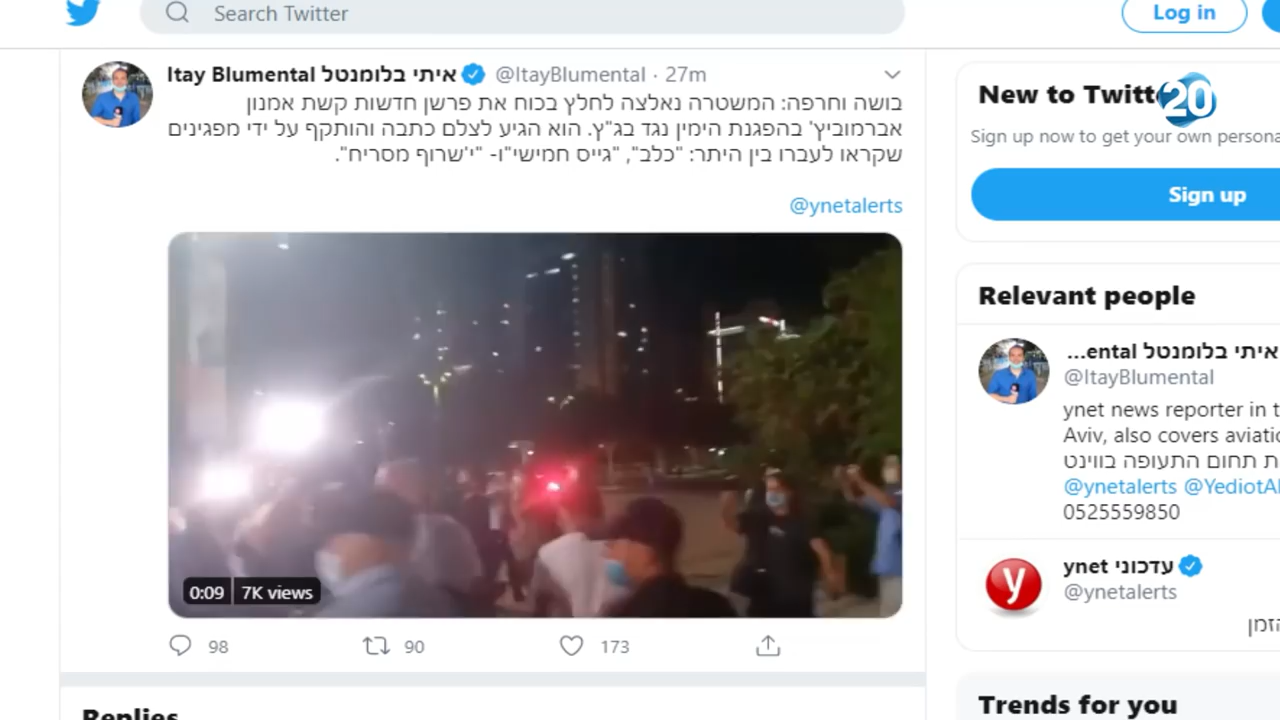 Search Twitter
Log in
Itay Blumental איתי בלומנטל @ItayBlumental · 27m
בושה וחרפה: המשטרה נאלצה לחלץ בכוח את פרשן חדשות קשת אמנון
אברמוביץ' בהפגנת הימין נגד בג"ץ. הוא הגיע לצלם כתבה והותקף על ידי מפגינים
שקראו לעברו בין היתר: "כלב", "גייס חמישי"ו- "י'שרוף מסריח".
@ynetalerts
0:09 7K views
98 90 173
Replies
New to Twitt
20
Sign up now to get your own persona
Sign up
Relevant people
איתי בלומנטל ental...
@ItayBlumental
ynet news reporter in t
Aviv, also covers aviatic
ת תחום התעופה בווינט
@ynetalerts @YediotAl
0525559850
ynet עדכוני
@ynetalerts
הזמן
Trends for you